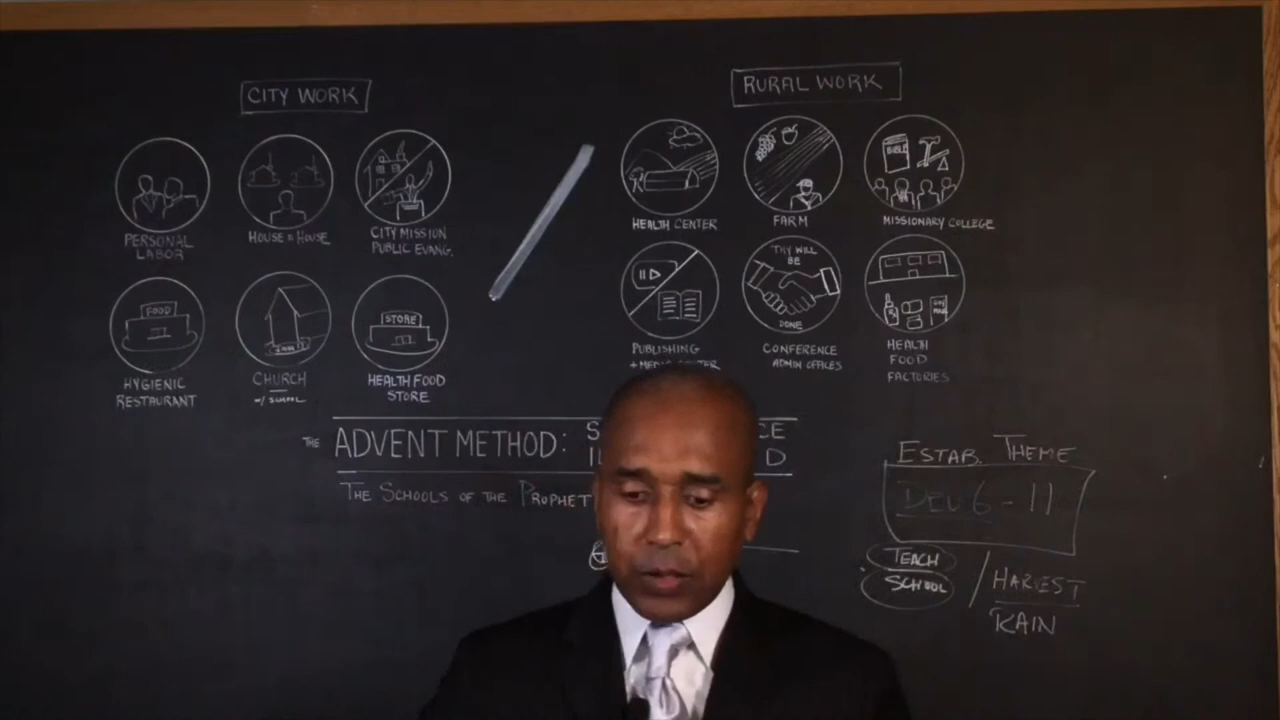 CITY WORK
PERSONAL
LABOR
HOUSE = HOUSE
CITY MISSION
PUBLIC EVANG.
FOOD
HYGIENIC
RESTAURANT
CHURCH
w/ SCHOOL
STORE
HEALTH FOOD
STORE
RURAL WORK
HEALTH CENTER
FARM
BIBLE
MISSIONARY COLLEGE
PUBLISHING
THY WILL
BE
DONE
CONFERENCE
ADMIN OFFICES
HEALTH
FOOD
FACTORIES
THE ADVENT METHOD:
THE SCHOOLS OF THE PROPHET
ESTAB. THEME
DEU 6 - 11
TEACH
SCHOOL / HARVEST
RAIN